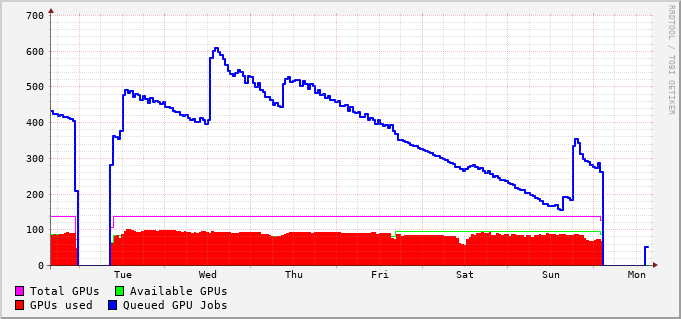 RRDTOOL / TOBI OETIKER
700
600
500
400
300
200
100
0
Tue Wed Thu Fri Sat Sun Mon
Total GPUs Available GPUs
GPUs used Queued GPU Jobs